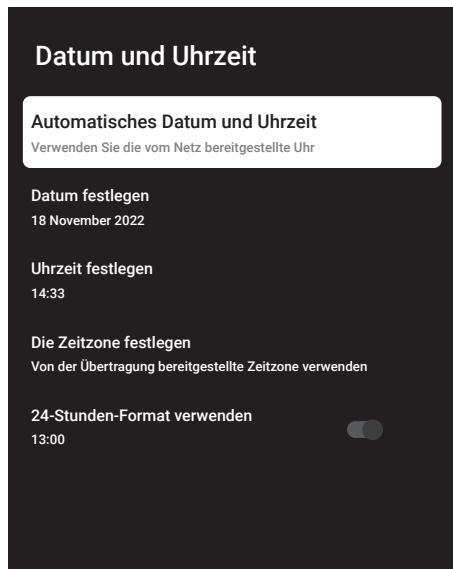 Datum und Uhrzeit
Automatisches Datum und Uhrzeit
Verwenden Sie die vom Netz bereitgestellte Uhr
Datum festlegen
18 November 2022
Uhrzeit festlegen
14:33
Die Zeitzone festlegen
Von der Übertragung bereitgestellte Zeitzone verwenden
24-Stunden-Format verwenden
13:00